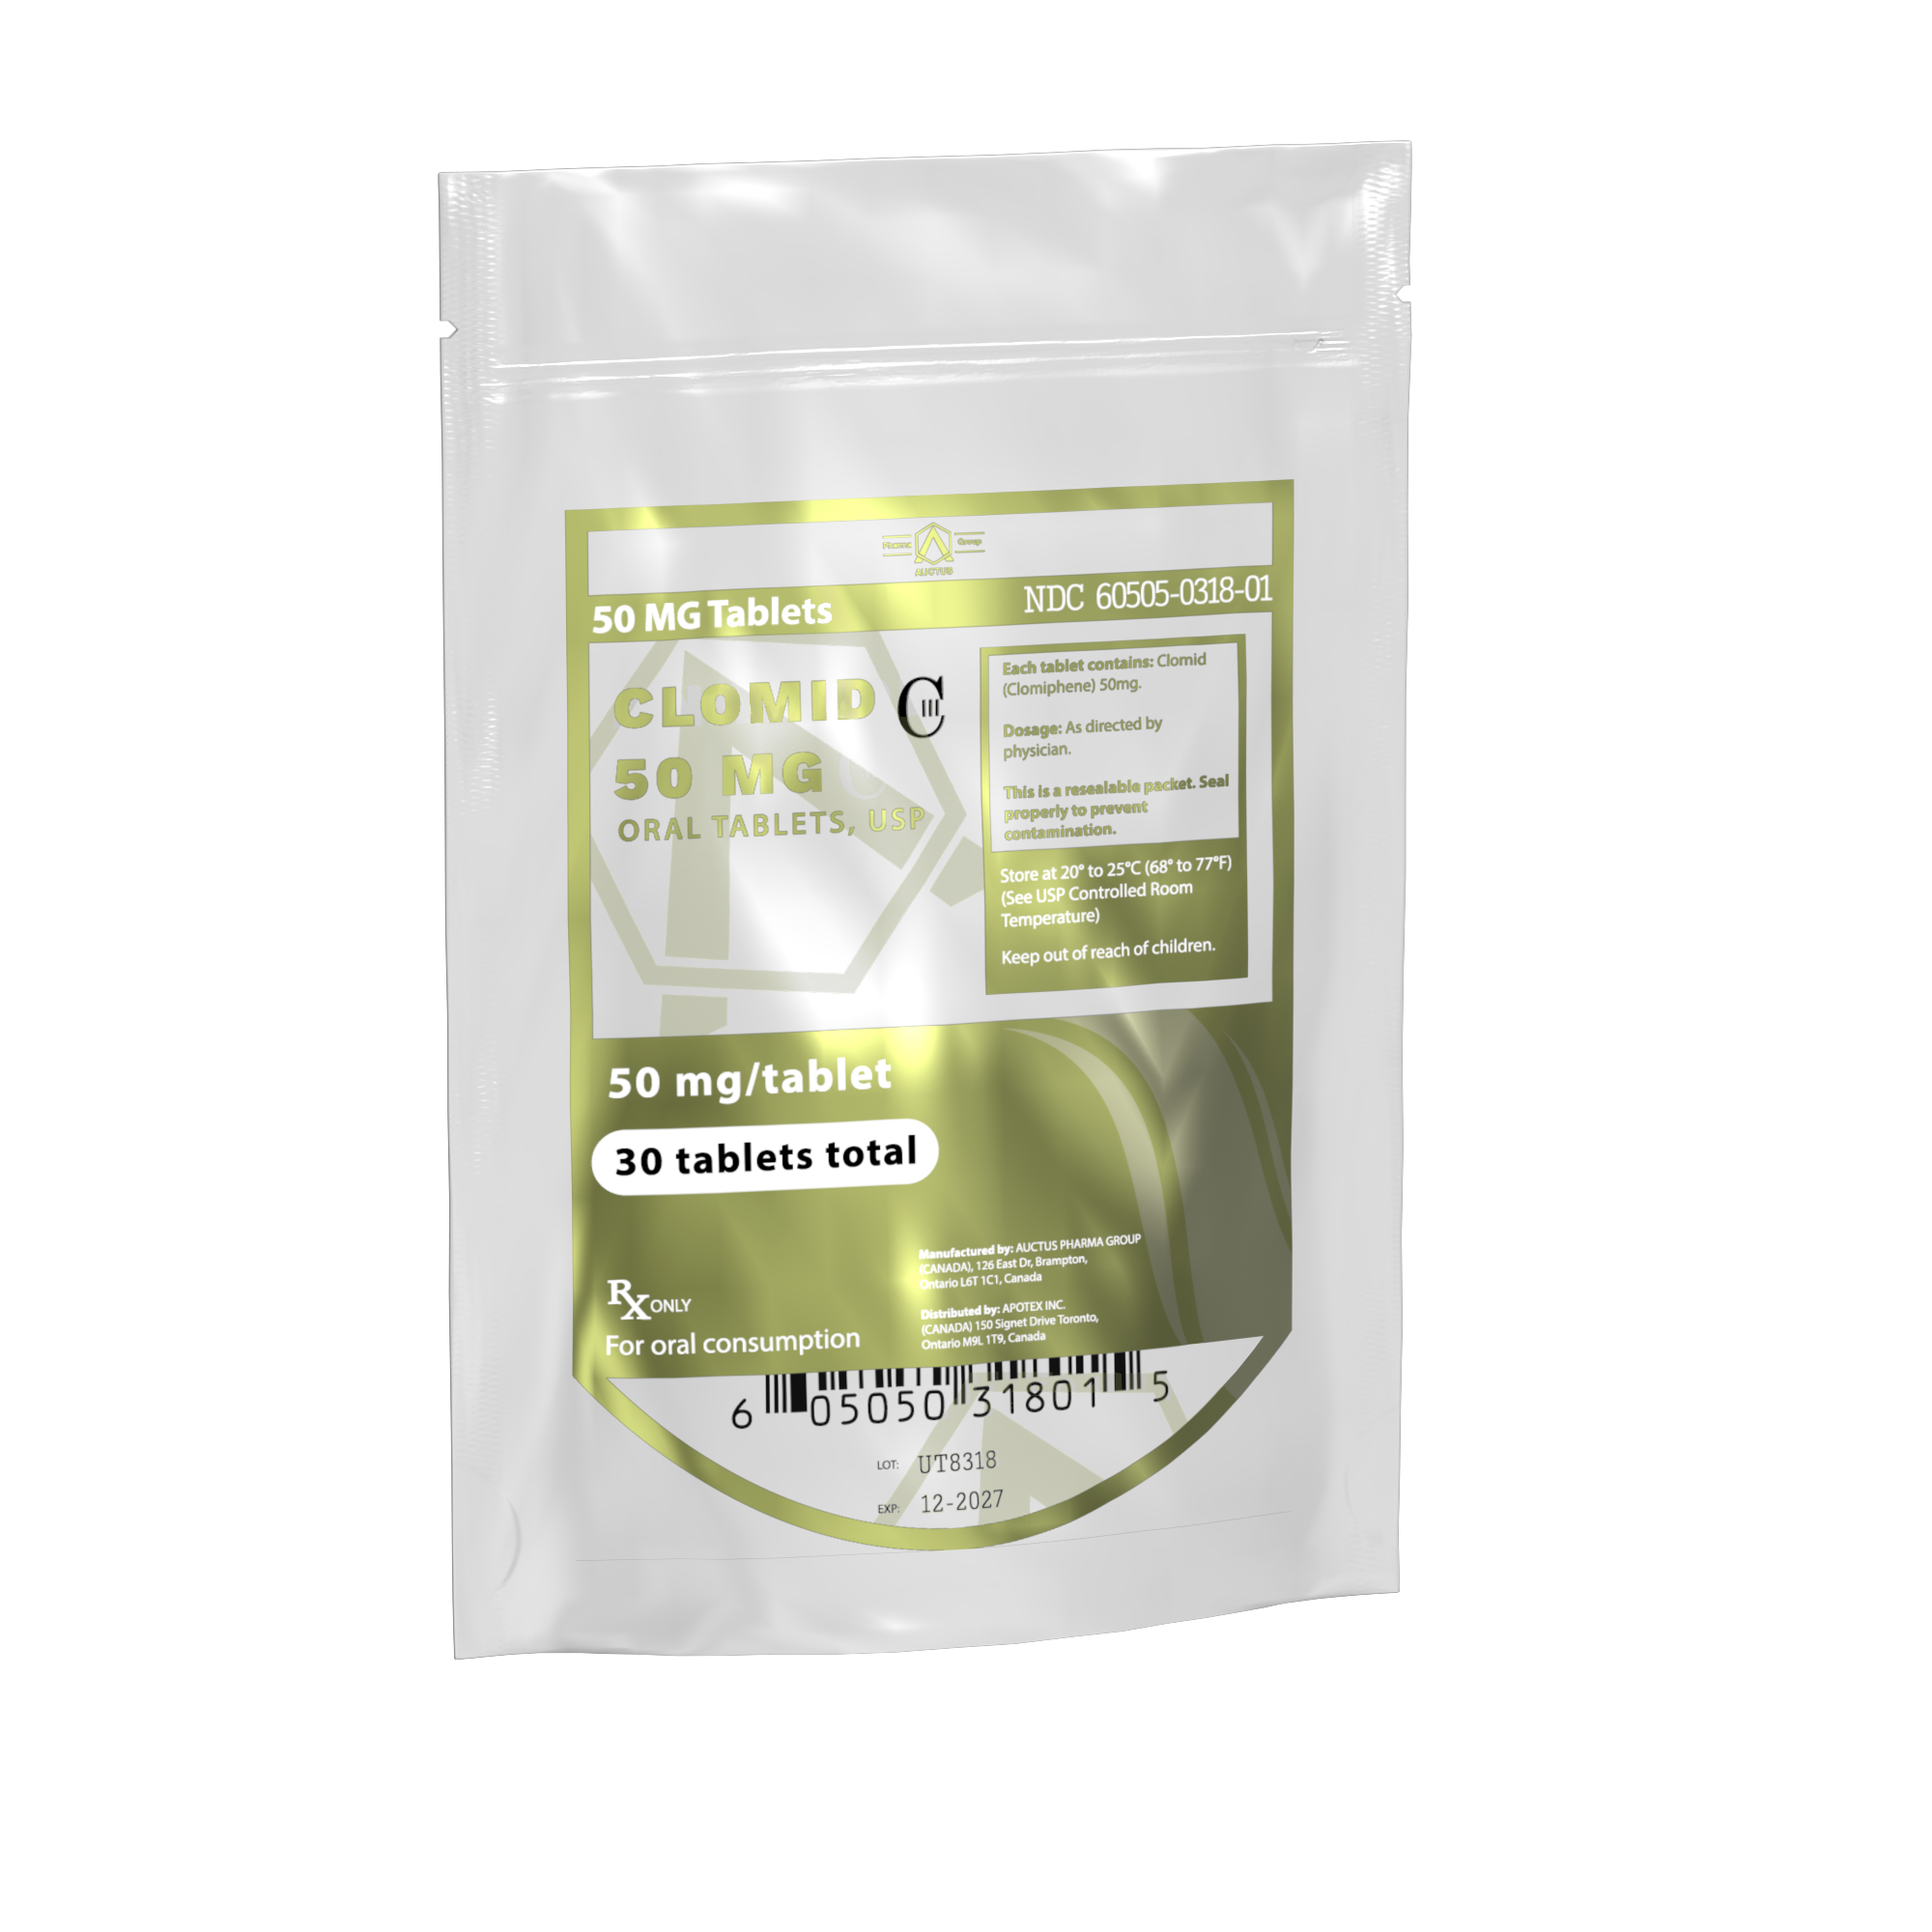 Pharma
Group
AUCTUS
50 MG Tablets
NDC 60505-0318-01
CLOMID CIII
50 MG
ORAL TABLETS, USP
Each tablet contains: Clomid
(Clomiphene) 50mg.
Dosage: As directed by
physician.
This is a resealable packet. Seal
properly to prevent
contamination.
Store at 20° to 25°C (68° to 77°F)
(See USP Controlled Room
Temperature)
Keep out of reach of children.
50 mg/tablet
30 tablets total
Rx ONLY
For oral consumption
Manufactured by: AUCTUS PHARMA GROUP
(CANADA), 126 East Dr, Brampton,
Ontario L6T 1C1, Canada
Distributed by: APOTEX INC.
(CANADA) 150 Signet Drive Toronto,
Ontario M9L 1T9, Canada
6 05050 31801 5
LOT: UT8318
EXP: 12-2027